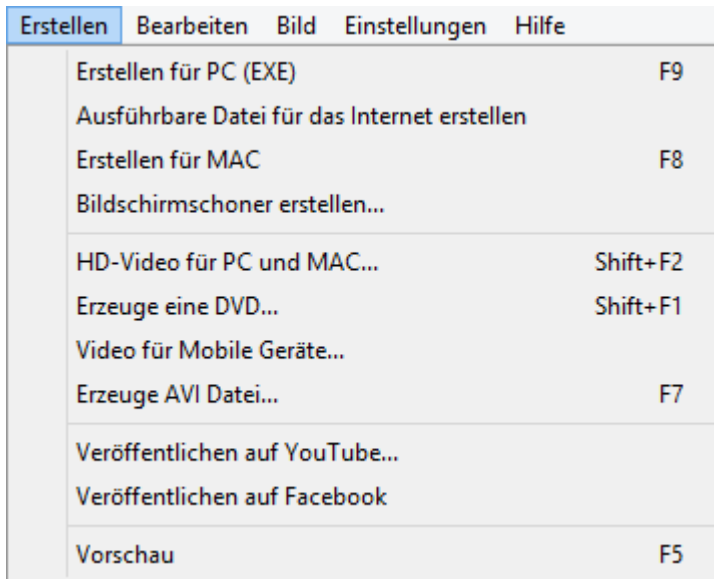 Erstellen Bearbeiten Bild Einstellungen Hilfe
Erstellen für PC (EXE) F9
Ausführbare Datei für das Internet erstellen
Erstellen für MAC F8
Bildschirmschoner erstellen...
HD-Video für PC und MAC... Shift+F2
Erzeuge eine DVD... Shift+F1
Video für Mobile Geräte...
Erzeuge AVI Datei... F7
Veröffentlichen auf YouTube...
Veröffentlichen auf Facebook
Vorschau F5